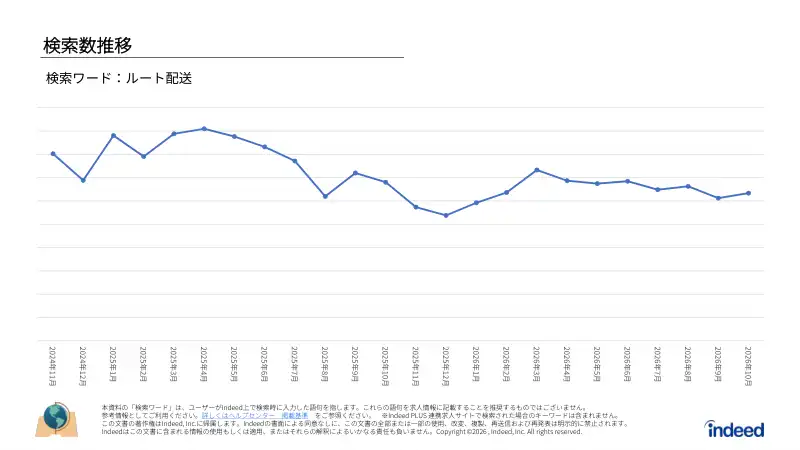 検索数推移
検索ワード：ルート配送
2024年11月
2024年12月
2025年1月
2025年2月
2025年3月
2025年4月
2025年5月
2025年6月
2025年7月
2025年8月
2025年9月
2025年10月
2025年11月
2025年12月
2026年1月
2026年2月
2026年3月
2026年4月
2026年5月
2026年6月
2026年7月
2026年8月
2026年9月
2026年10月
本資料の「検索ワード」は、ユーザーがIndeed上で検索時に入力した語句を指します。これらの語句を求人情報に記載することを推奨するものではございません。
参考情報としてご利用ください。詳しくはヘルプセンター 掲載基準 をご参照ください。 ※Indeed PLUS 連携求人サイトで検索された場合のキーワードは含まれません。
この文書の著作権はIndeed, Inc.に帰属します。Indeedの書面による同意なしに、この文書の全部または一部の使用、改変、複製、再送信および再発表は明示的に禁止されます。
Indeedはこの文書に含まれる情報の使用もしくは適用、またはそれらの解釈によるいかなる責任も負いません。Copyright ©2026 , Indeed, Inc. All rights reserved.
indeed